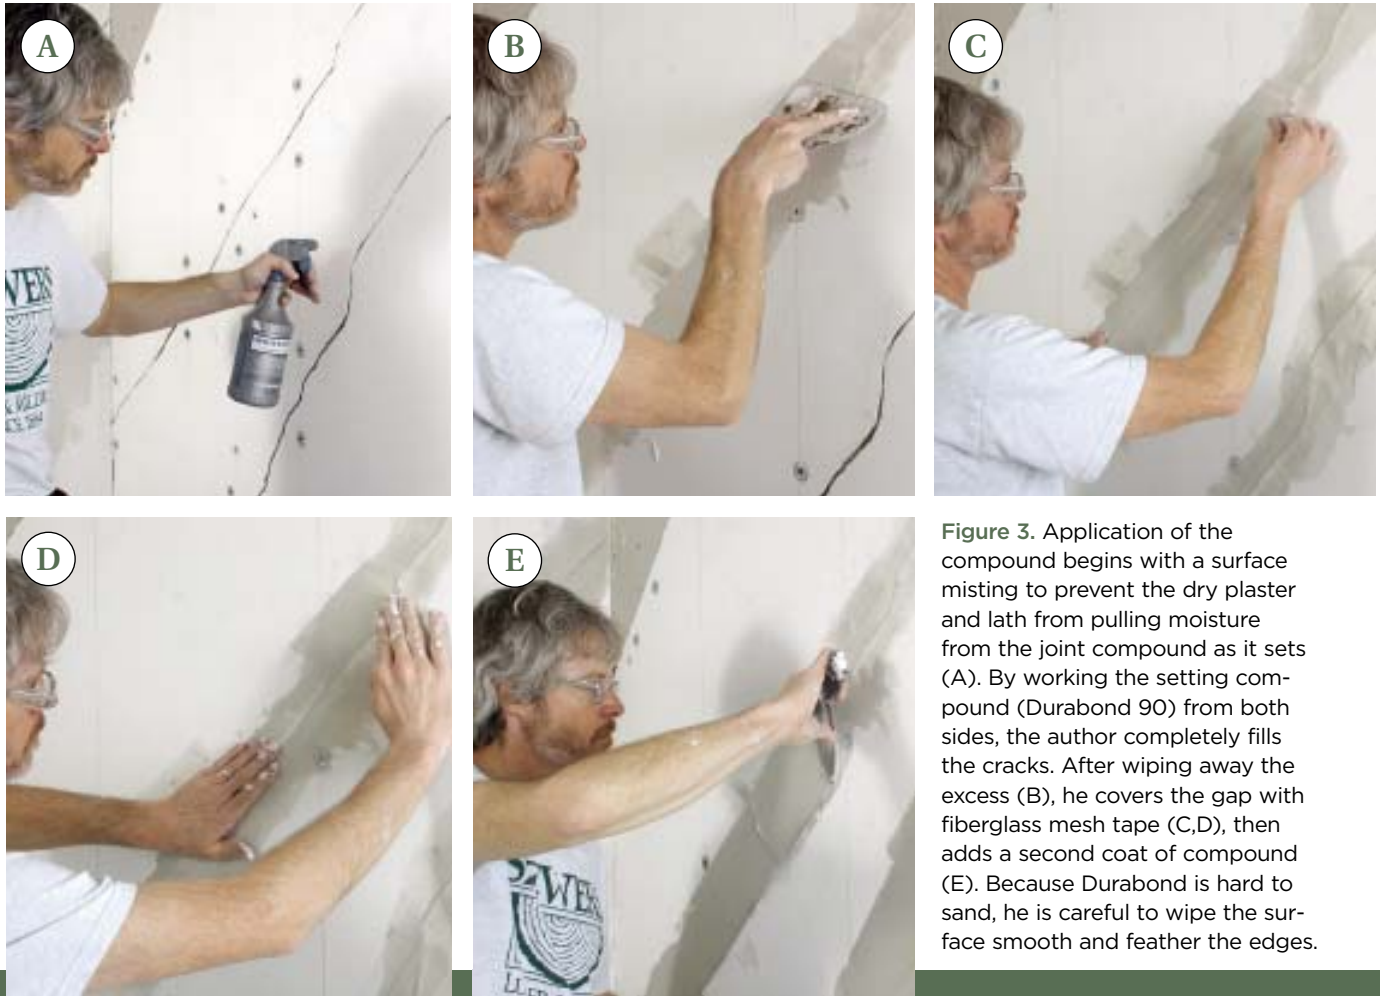 A
B
C
VERS
SINCE 1984
D
E
S. WERS
Figure 3. Application of the
compound begins with a surface
misting to prevent the dry plaster
and lath from pulling moisture
from the joint compound as it sets
(A). By working the setting com-
pound (Durabond 90) from both
sides, the author completely fills
the cracks. After wiping away the
excess (B), he covers the gap with
fiberglass mesh tape (C,D), then
adds a second coat of compound
(E). Because Durabond is hard to
sand, he is careful to wipe the sur-
face smooth and feather the edges.